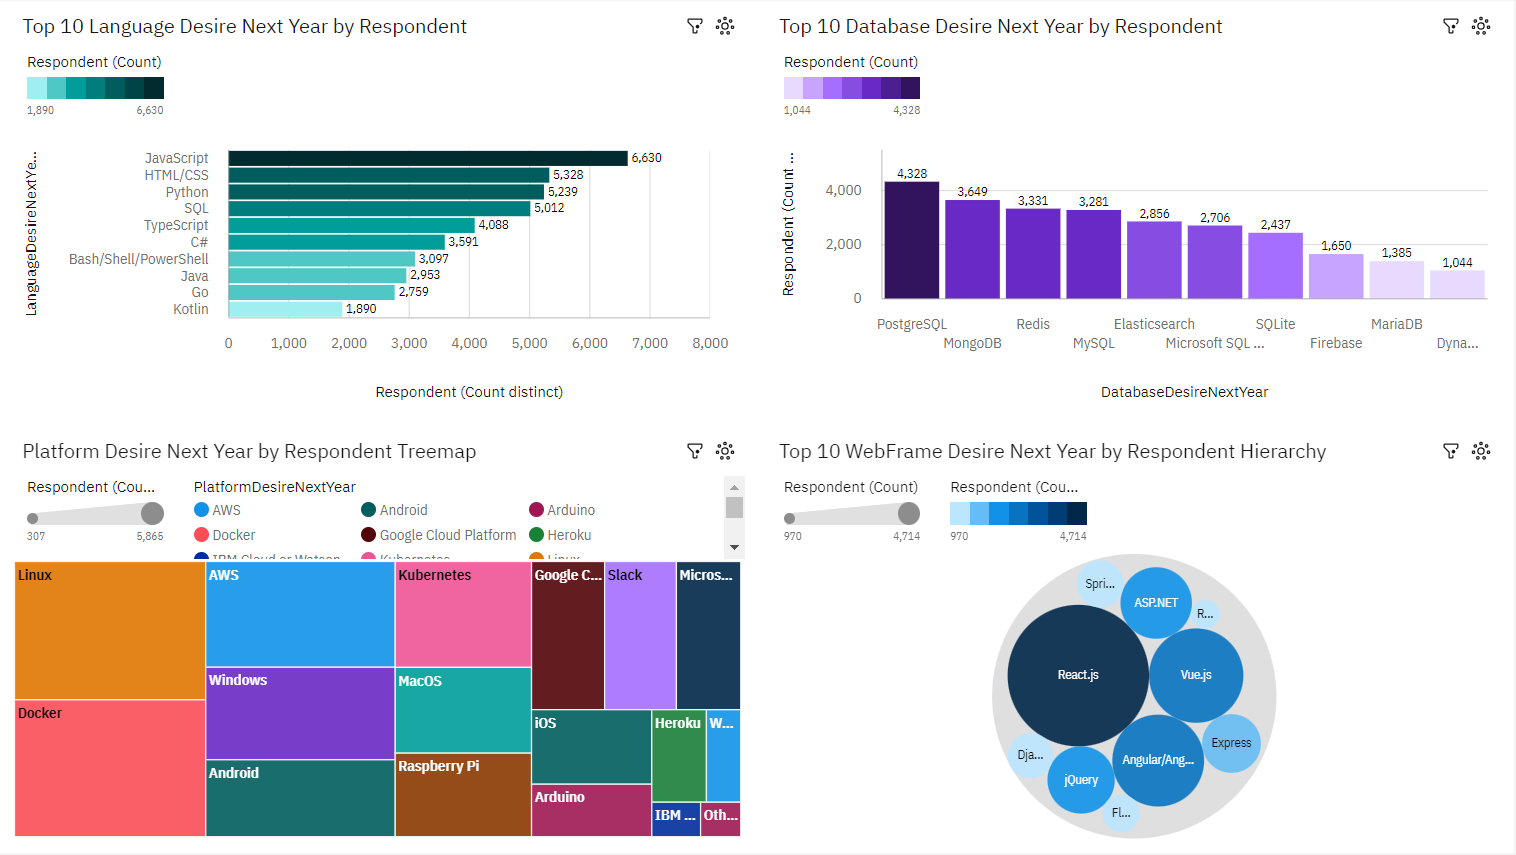 Top 10 Language Desire Next Year by Respondent
Respondent (Count)
1,890 6,630
LanguageDesireNextYe...
JavaScript 6,630
HTML/CSS 5,328
Python 5,239
SQL 5,012
TypeScript 4,088
C# 3,591
Bash/Shell/PowerShell 3,097
Java 2,953
Go 2,759
Kotlin 1,890
0 1,000 2,000 3,000 4,000 5,000 6,000 7,000 8,000
Respondent (Count distinct)
Top 10 Database Desire Next Year by Respondent
Respondent (Count)
1,044 4,328
Respondent (Count ...
4,000
2,000
0
4,328 3,649 3,331 3,281 2,856 2,706 2,437 1,650 1,385 1,044
PostgreSQL Redis Elasticsearch SQLite MariaDB
MongoDB MySQL Microsoft SQL ... Firebase Dyna...
DatabaseDesireNextYear
Platform Desire Next Year by Respondent Treemap
Respondent (Cou... PlatformDesireNextYear
307 5,865
AWS Android Arduino
Docker Google Cloud Platform Heroku
IBM Cloud or Watson Kubernetes Linux
Linux AWS Kubernetes Google C... Slack Micros...
Windows MacOS
Docker iOS Heroku W...
Android Raspberry Pi
Arduino
IBM ... Oth...
Top 10 WebFrame Desire Next Year by Respondent Hierarchy
Respondent (Count) Respondent (Cou...
970 4,714 970 4,714
Spri...
ASP.NET
R...
React.js
Vue.js
Express
Dja...
Angular/Ang...
jQuery
Fl...